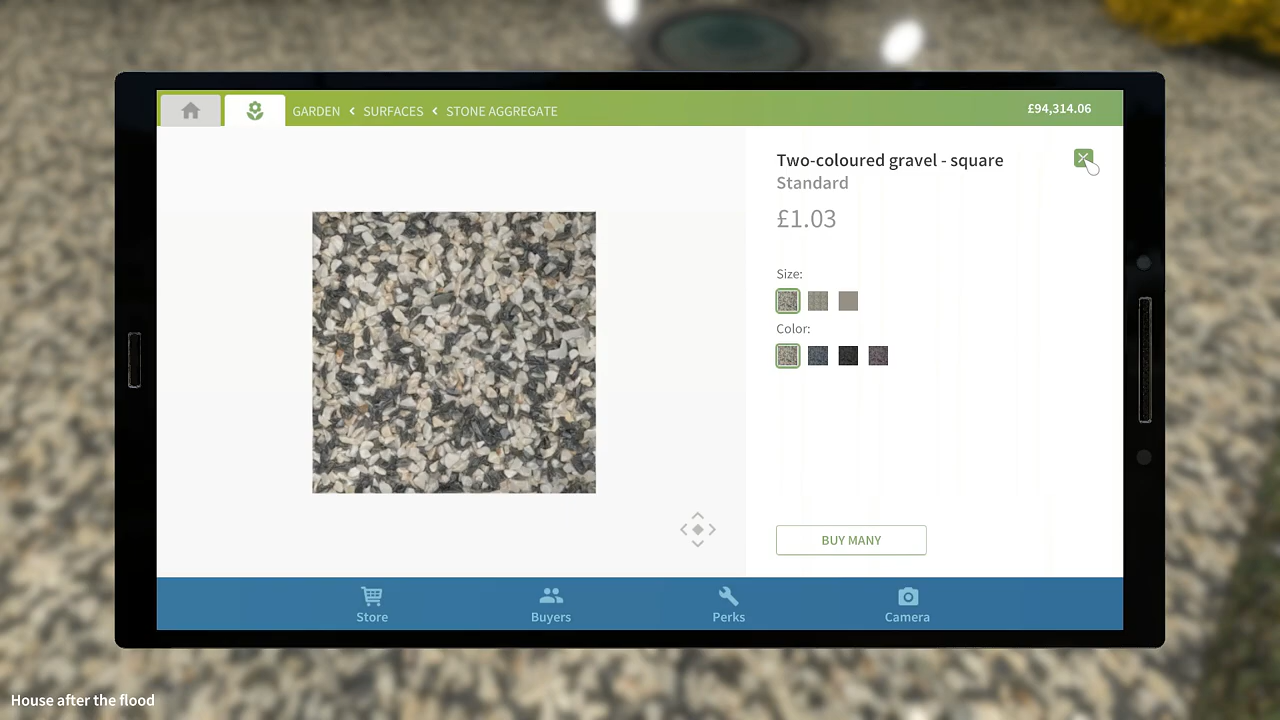 GARDEN < SURFACES < STONE AGGREGATE
£94,314.06
Two-coloured gravel - square
Standard
£1.03
Size:
Color:
BUY MANY
Store
Buyers
Perks
Camera
House after the flood